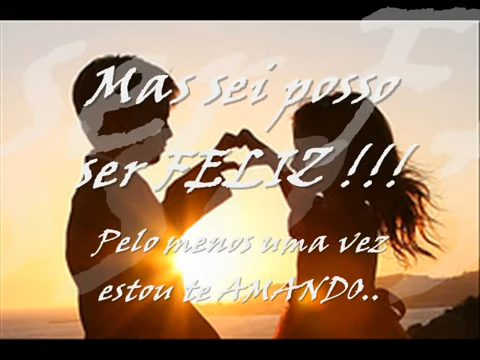 Mas sei posso
ser FELIZ !!!
Pelo menos uma vez
estou te AMANDO..